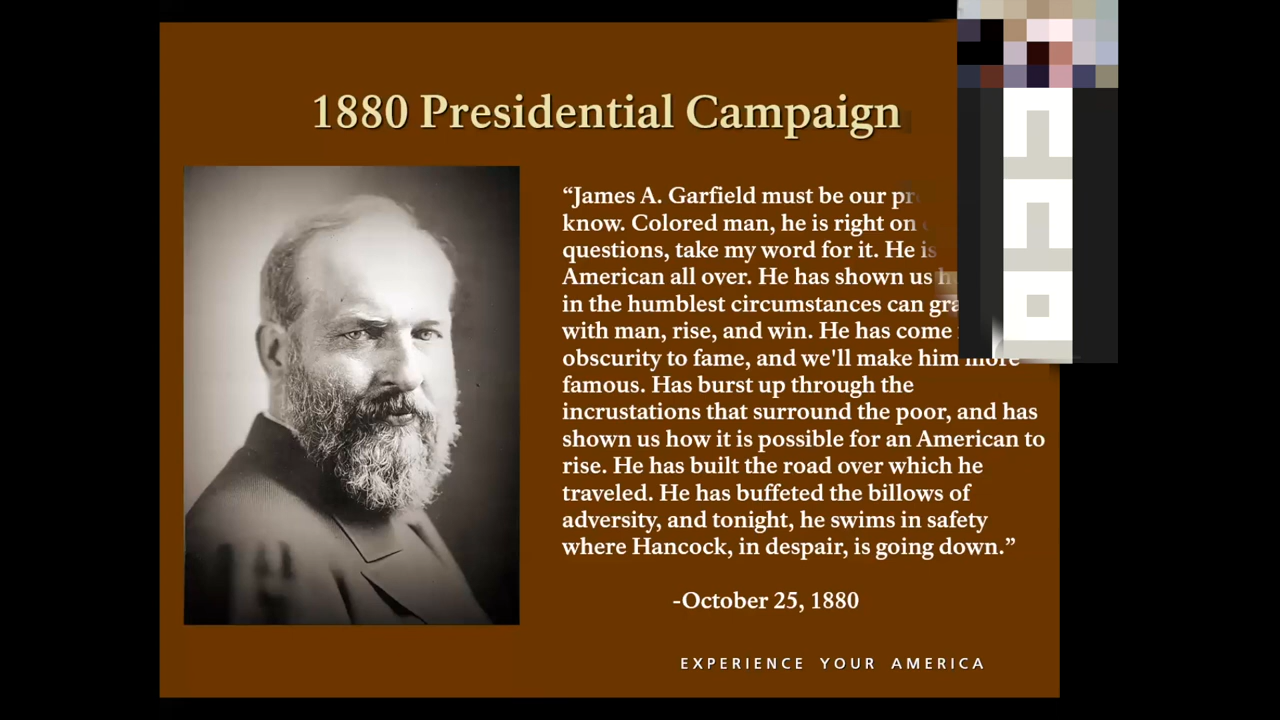 1880 Presidential Campaign
“James A. Garfield must be our
know. Colored man, he is right on
questions, take my word for it. He is
American all over. He has shown us
in the humblest circumstances can
with man, rise, and win. He has come
obscurity to fame, and we'll make him more
famous. Has burst up through the
incrustations that surround the poor, and has
shown us how it is possible for an American to
rise. He has built the road over which he
traveled. He has buffeted the billows of
adversity, and tonight, he swims in safety
where Hancock, in despair, is going down.”
-October 25, 1880
EXPERIENCE YOUR AMERICA